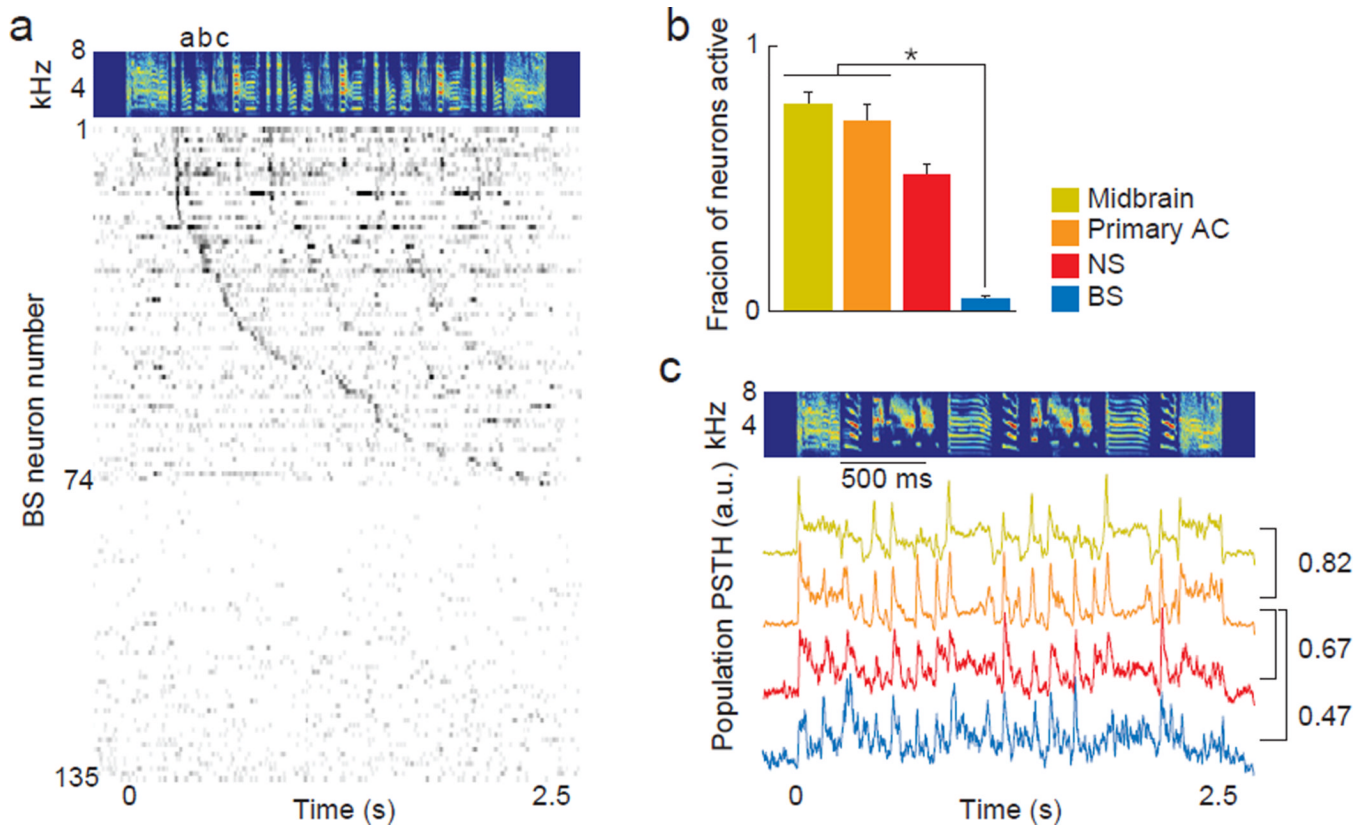 a
abc
8
4
kHz
1
BS neuron number
74
135
0
Time (s)
2.5
b
1
Fracion of neurons active
0
*
Midbrain
Primary AC
NS
BS
c
8
4
kHz
500 ms
Population PSTH (a.u.)
0.82
0.67
0.47
0
Time (s)
2.5